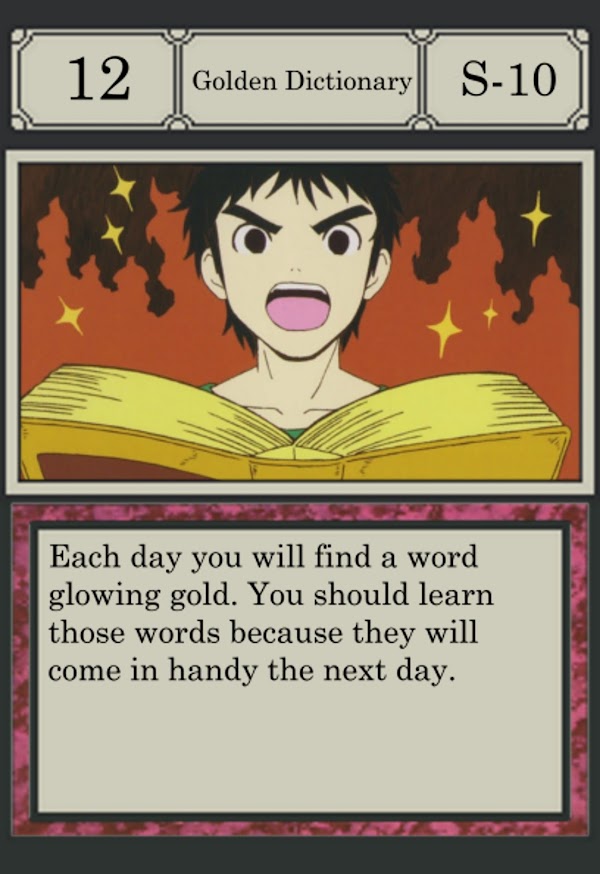 12
Golden Dictionary
S-10
Each day you will find a word
glowing gold. You should learn
those words because they will
come in handy the next day.